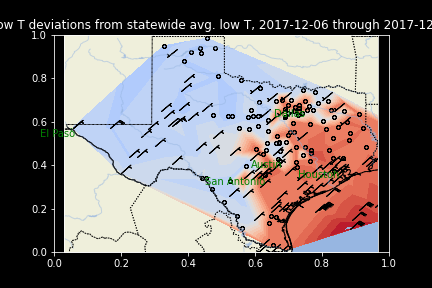 ow T deviations from statewide avg. low T, 2017-12-06 through 2017-12
1.0
0.8
0.6
0.4
0.2
0.0
0.0 0.2 0.4 0.6 0.8 1.0
El Paso
Austin
Houston
San Antonio